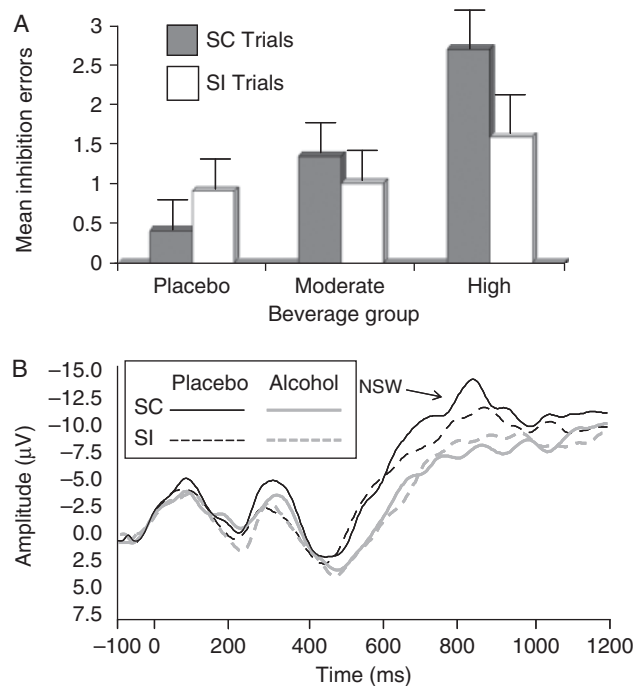 A
Mean inhibition errors
3
2.5
2
1.5
1
0.5
0
SC Trials
SI Trials
Placebo Moderate High
Beverage group
B
Amplitude (μV)
−15.0
−12.5
−10.0
−7.5
−5.0
−2.5
0.0
2.5
5.0
7.5
Placebo Alcohol
SC
SI
NSW
−100 0 200 400 600 800 1000 1200
Time (ms)